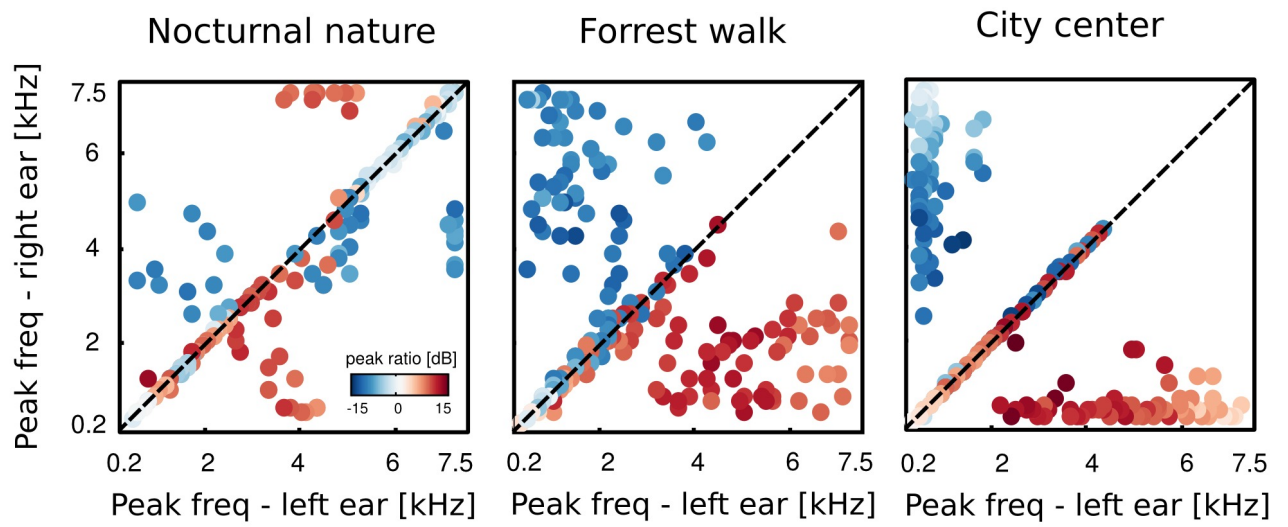 Nocturnal nature
Forrest walk
City center
Peak freq - right ear [kHz]
7.5
6
4
2
0.2
peak ratio [dB]
-15 0 15
0.2 2 4 6 7.5
0.2 2 4 6 7.5
0.2 2 4 6 7.5
Peak freq - left ear [kHz]
Peak freq - left ear [kHz]
Peak freq - left ear [kHz]